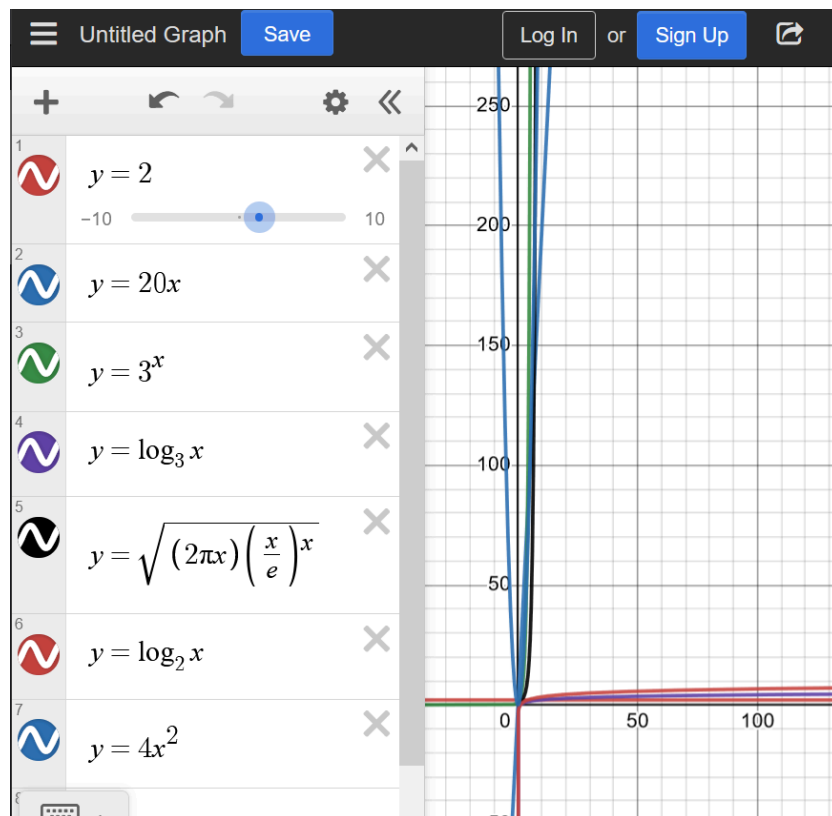 Untitled Graph Save Log In or Sign Up
1
y = 2
−10 10
2
y = 20x
3
y = 3^x
4
y = log₃ x
5
y = √((2πx)(x/e)^x)
6
y = log₂ x
7
y = 4x²
8
250
200
150
100
50
0 50 100